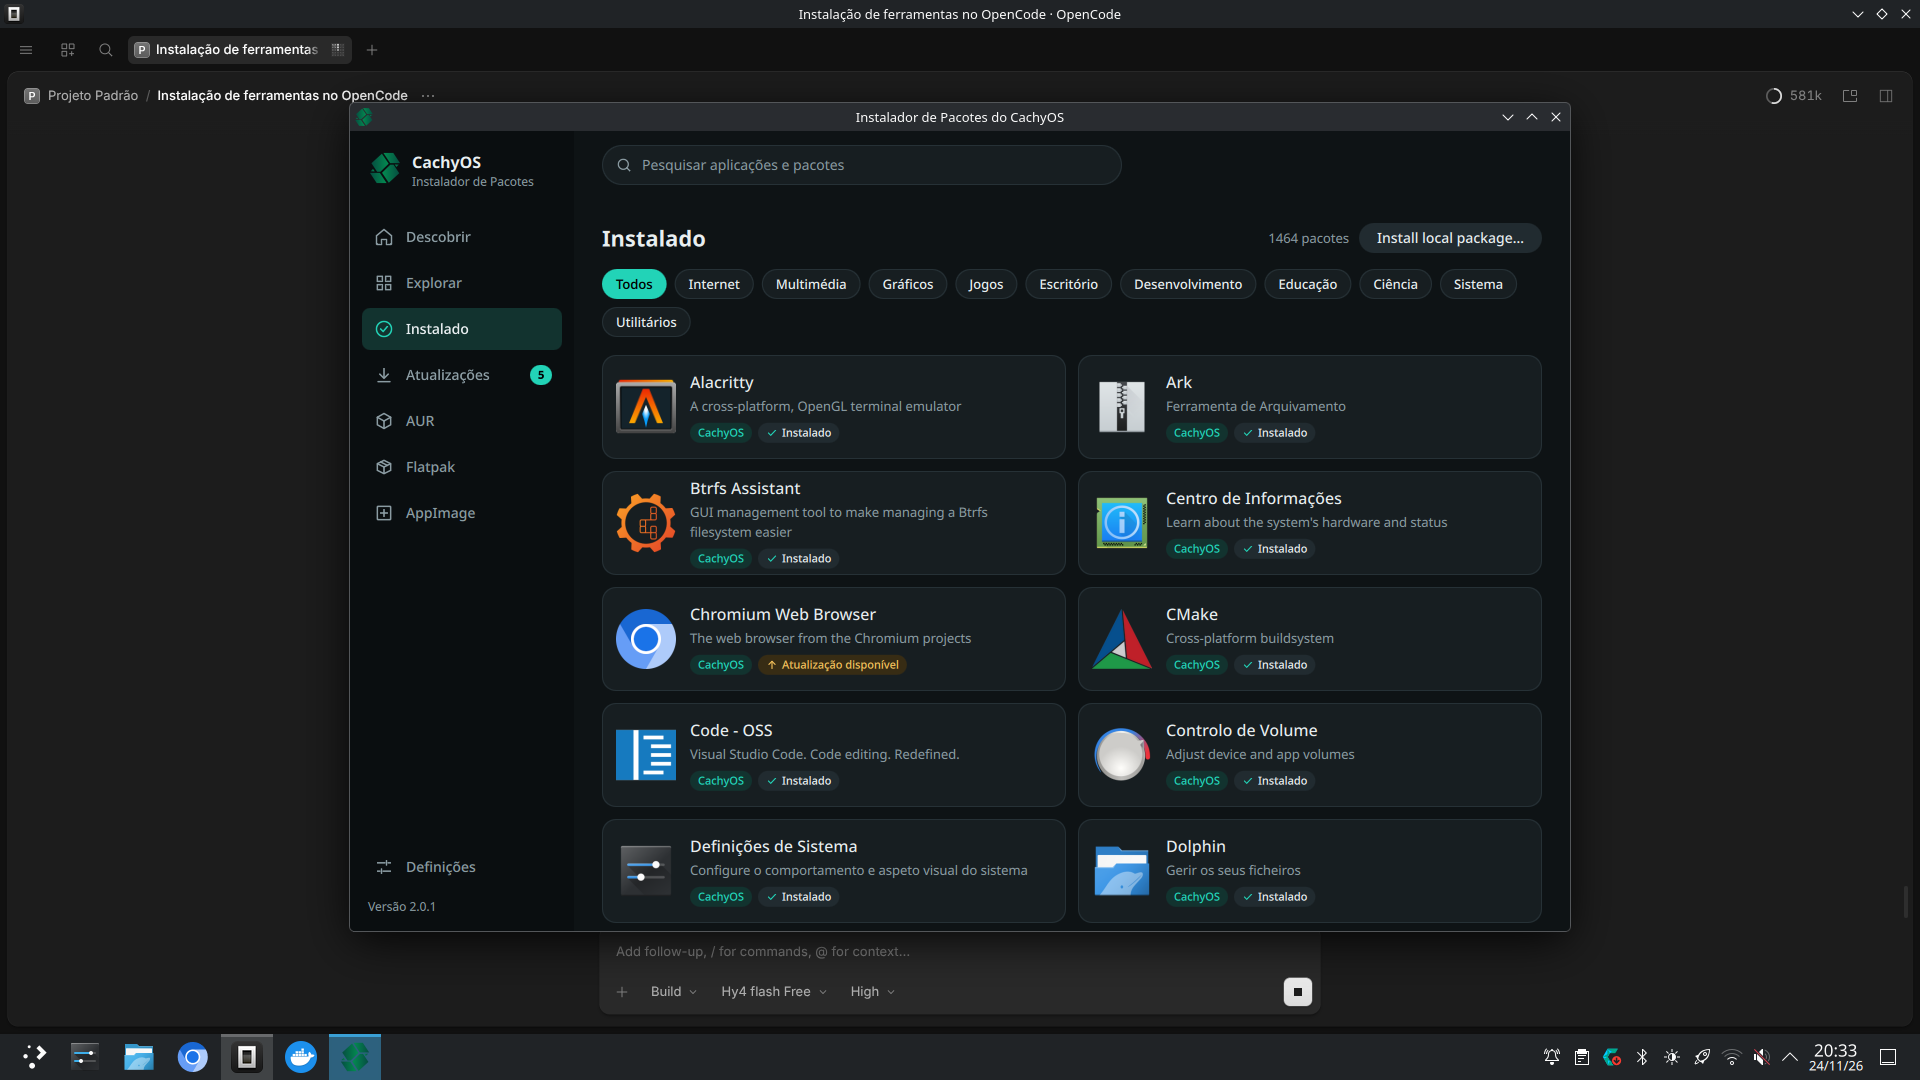 Instalação de ferramentas no OpenCode · OpenCode
P Instalação de ferramentas
P Projeto Padrão / Instalação de ferramentas no OpenCode ...
581k
Instalador de Pacotes do CachyOS
CachyOS
Instalador de Pacotes
Descobrir
Explorar
Instalado
Atualizações 5
AUR
Flatpak
AppImage
Definições
Versão 2.0.1
Pesquisar aplicações e pacotes
Instalado
1464 pacotes Install local package...
Todos Internet Multimédia Gráficos Jogos Escritório Desenvolvimento Educação Ciência Sistema
Utilitários
Alacritty
A cross-platform, OpenGL terminal emulator
CachyOS Instalado
Ark
Ferramenta de Arquivamento
CachyOS Instalado
Btrfs Assistant
GUI management tool to make managing a Btrfs
filesystem easier
CachyOS Instalado
Centro de Informações
Learn about the system's hardware and status
CachyOS Instalado
Chromium Web Browser
The web browser from the Chromium projects
CachyOS Atualização disponível
CMake
Cross-platform buildsystem
CachyOS Instalado
Code - OSS
Visual Studio Code. Code editing. Redefined.
CachyOS Instalado
Controlo de Volume
Adjust device and app volumes
CachyOS Instalado
Definições de Sistema
Configure o comportamento e aspeto visual do sistema
CachyOS Instalado
Dolphin
Gerir os seus ficheiros
CachyOS Instalado
Add follow-up, / for commands, @ for context...
Build Hy4 flash Free High
20:33
24/11/26